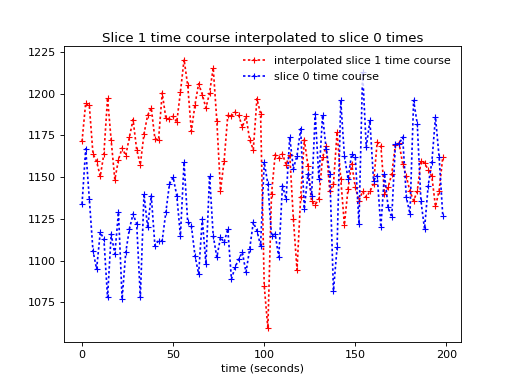 Slice 1 time course interpolated to slice 0 times
interpolated slice 1 time course
slice 0 time course
1225
1200
1175
1150
1125
1100
1075
0 50 100 150 200
time (seconds)